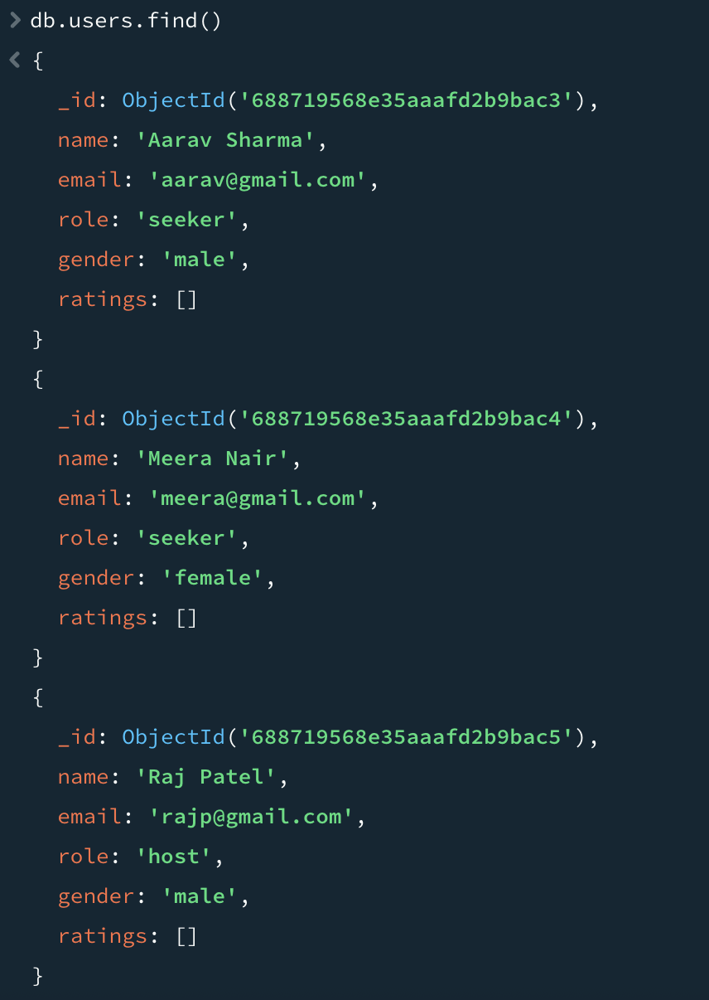 > db.users.find()
< {
_id: ObjectId('688719568e35aaafd2b9bac3'),
name: 'Aarav Sharma',
email: 'aarav@gmail.com',
role: 'seeker',
gender: 'male',
ratings: []
}
{
_id: ObjectId('688719568e35aaafd2b9bac4'),
name: 'Meera Nair',
email: 'meera@gmail.com',
role: 'seeker',
gender: 'female',
ratings: []
}
{
_id: ObjectId('688719568e35aaafd2b9bac5'),
name: 'Raj Patel',
email: 'rajp@gmail.com',
role: 'host',
gender: 'male',
ratings: []
}